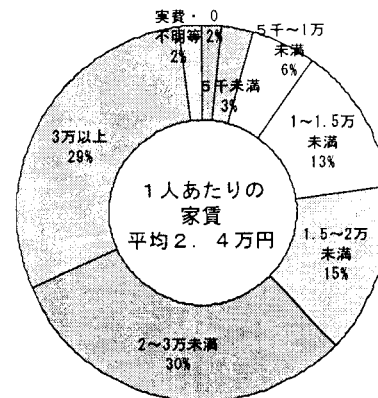 0
2%
5千未満
3%
5千～1万
未満
6%
1～1.5万
未満
13%
1.5～2万
未満
15%
2～3万未満
30%
3万以上
29%
実費・
不明等
2%
1人あたりの
家賃
平均2．4万円